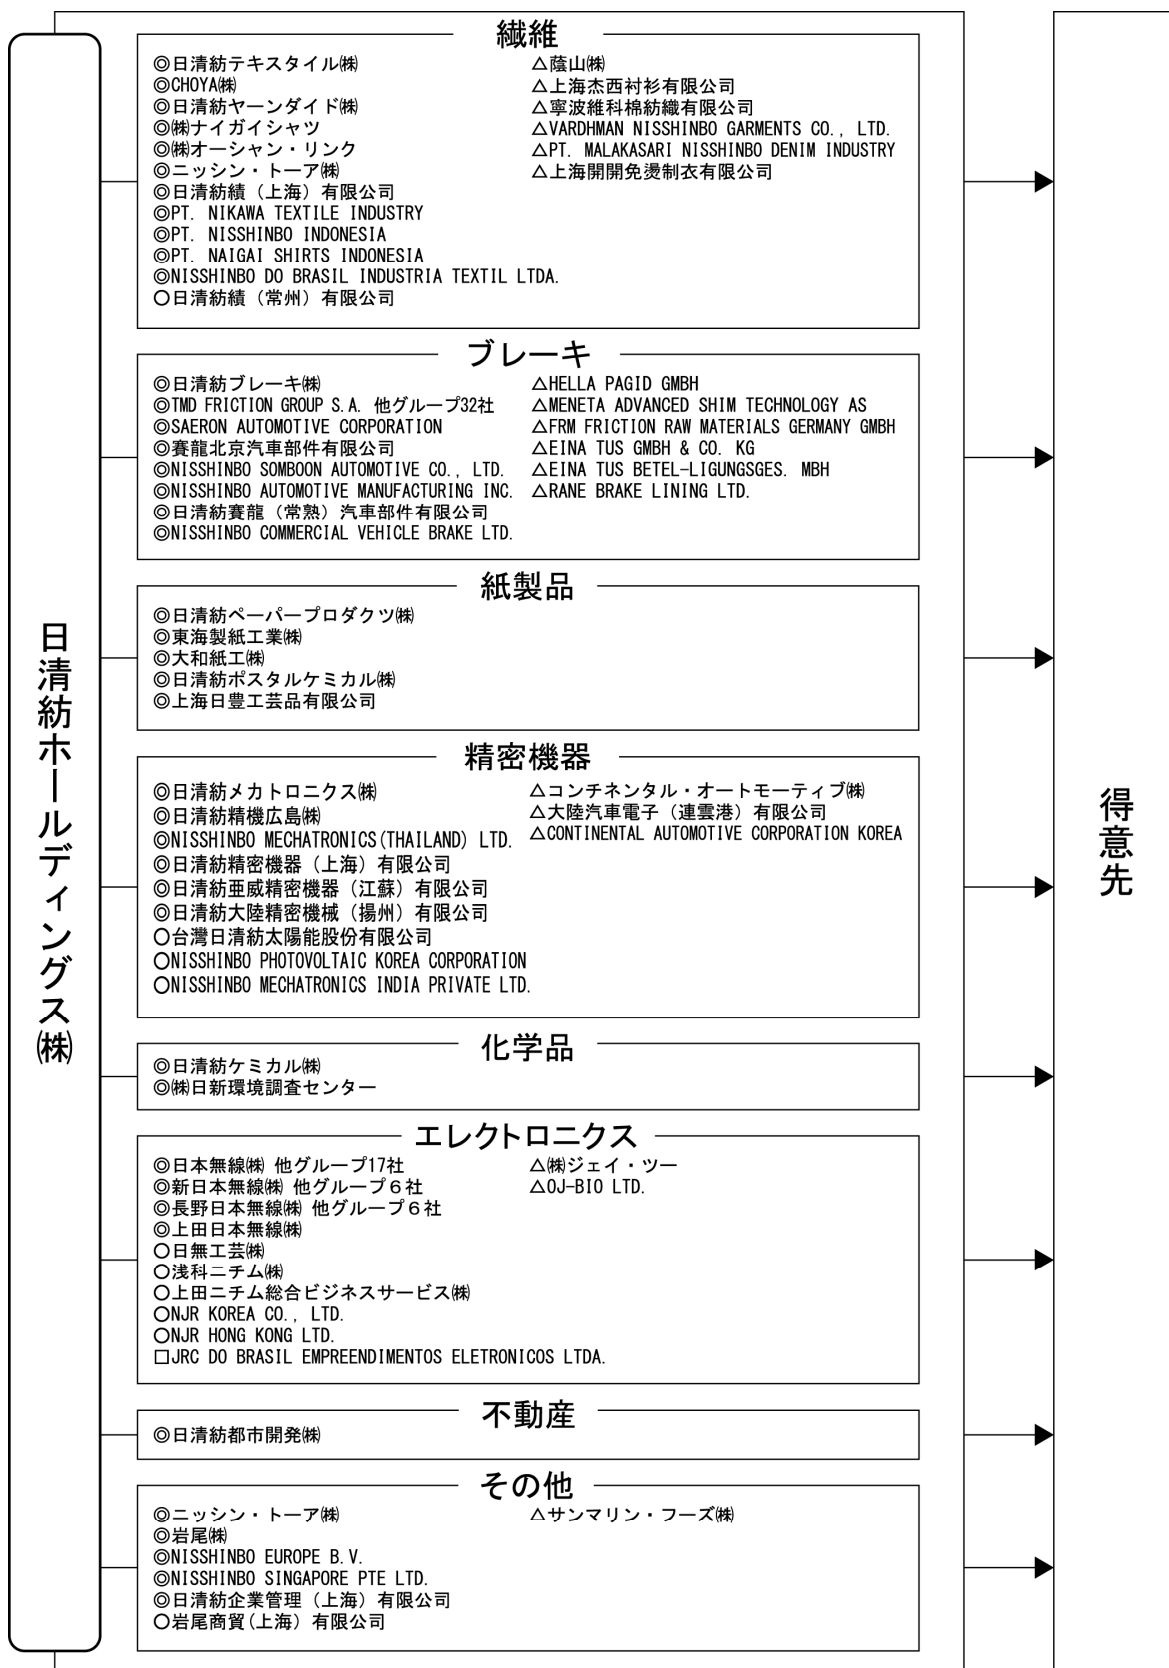 日清紡ホールディングス㈱
繊維
◎日清紡テキスタイル㈱
◎CHOYA㈱
◎日清紡ヤーンダイド㈱
◎㈱ナイガイシャツ
◎㈱オーシャン・リンク
◎ニッシン・トーア㈱
◎日清紡績（上海）有限公司
◎PT. NIKAWA TEXTILE INDUSTRY
◎PT. NISSHINBO INDONESIA
◎PT. NAIGAI SHIRTS INDONESIA
◎NISSHINBO DO BRASIL INDUSTRIA TEXTIL LTDA.
○日清紡績（常州）有限公司
△蔭山㈱
△上海杰西衬衫有限公司
△寧波維科棉紡織有限公司
△VARDHMAN NISSHINBO GARMENTS CO., LTD.
△PT. MALAKASARI NISSHINBO DENIM INDUSTRY
△上海開開免燙制衣有限公司
ブレーキ
◎日清紡ブレーキ㈱
◎TMD FRICTION GROUP S.A. 他グループ32社
◎SAERON AUTOMOTIVE CORPORATION
◎賽龍北京汽車部件有限公司
◎NISSHINBO SOMBOON AUTOMOTIVE CO., LTD.
◎NISSHINBO AUTOMOTIVE MANUFACTURING INC.
◎日清紡賽龍（常熟）汽車部件有限公司
◎NISSHINBO COMMERCIAL VEHICLE BRAKE LTD.
△HELLA PAGID GMBH
△MENETA ADVANCED SHIM TECHNOLOGY AS
△FRM FRICTION RAW MATERIALS GERMANY GMBH
△EINA TUS GMBH & CO. KG
△EINA TUS BETEL-LIGUNGSGES. MBH
△RANE BRAKE LINING LTD.
紙製品
◎日清紡ペーパープロダクツ㈱
◎東海製紙工業㈱
◎大和紙工㈱
◎日清紡ポスタルケミカル㈱
◎上海日豊工芸品有限公司
精密機器
◎日清紡メカトロニクス㈱
◎日清紡精機広島㈱
◎NISSHINBO MECHATRONICS(THAILAND) LTD.
◎日清紡精密機器（上海）有限公司
◎日清紡亜威精密機器（江蘇）有限公司
◎日清紡大陸精密機械（揚州）有限公司
○台灣日清紡太陽能股份有限公司
○NISSHINBO PHOTOVOLTAIC KOREA CORPORATION
○NISSHINBO MECHATRONICS INDIA PRIVATE LTD.
△コンチネンタル・オートモーティブ㈱
△大陸汽車電子（連雲港）有限公司
△CONTINENTAL AUTOMOTIVE CORPORATION KOREA
化学品
◎日清紡ケミカル㈱
◎㈱日新環境調査センター
エレクトロニクス
◎日本無線㈱ 他グループ17社
◎新日本無線㈱ 他グループ６社
◎長野日本無線㈱ 他グループ６社
◎上田日本無線㈱
○日無工芸㈱
○浅科ニチム㈱
○上田ニチム総合ビジネスサービス㈱
○NJR KOREA CO., LTD.
○NJR HONG KONG LTD.
□JRC DO BRASIL EMPREENDIMENTOS ELETRONICOS LTDA.
△㈱ジェイ・ツー
△OJ-BIO LTD.
不動産
◎日清紡都市開発㈱
その他
◎ニッシン・トーア㈱
◎岩尾㈱
◎NISSHINBO EUROPE B.V.
◎NISSHINBO SINGAPORE PTE LTD.
◎日清紡企業管理（上海）有限公司
○岩尾商貿(上海）有限公司
△サンマリン・フーズ㈱
得意先